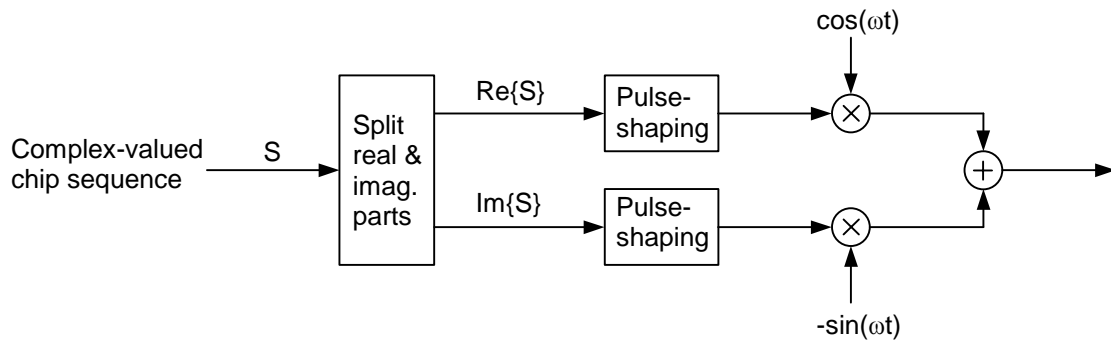 cos(ωt)
Complex-valued
chip sequence
S
Split
real &
imag.
parts
Re{S}
Pulse-
shaping
Im{S}
Pulse-
shaping
-sin(ωt)